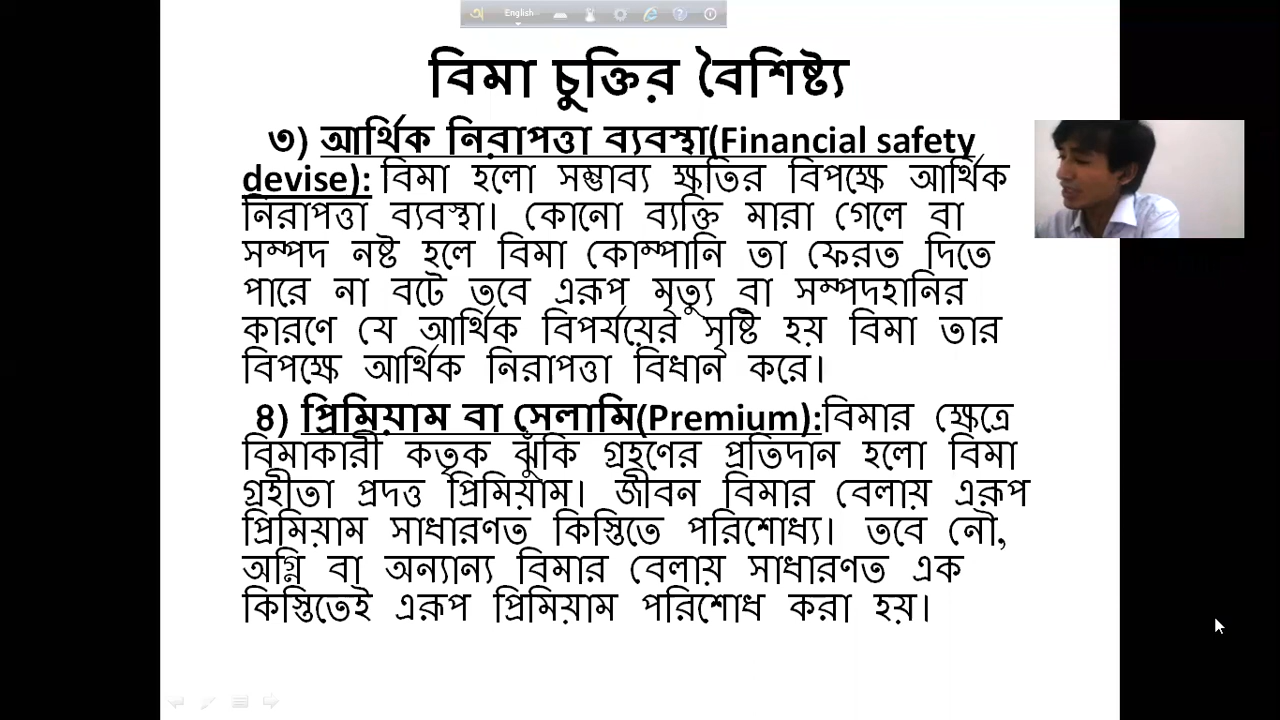 English
বিমা চুক্তির বৈশিষ্ট্য
৩) আর্থিক নিরাপত্তা ব্যবস্থা(Financial safety
devise): বিমা হলো সম্ভাব্য ক্ষতির বিপক্ষে আর্থিক
নিরাপত্তা ব্যবস্থা। কোনো ব্যক্তি মারা গেলে বা
সম্পদ নষ্ট হলে বিমা কোম্পানি তা ফেরত দিতে
পারে না বটে তবে এরূপ মৃত্যু বা সম্পদহানির
কারণে যে আর্থিক বিপর্যয়ের সৃষ্টি হয় বিমা তার
বিপক্ষে আর্থিক নিরাপত্তা বিধান করে।
৪) প্রিমিয়াম বা সেলামি(Premium):বিমার ক্ষেত্রে
বিমাকারী কতৃক ঝুঁকি গ্রহণের প্রতিদান হলো বিমা
গ্রহীতা প্রদত্ত প্রিমিয়াম। জীবন বিমার বেলায় এরূপ
প্রিমিয়াম সাধারণত কিস্তিতে পরিশোধ্য। তবে নৌ,
অগ্নি বা অন্যান্য বিমার বেলায় সাধারণত এক
কিস্তিতেই এরূপ প্রিমিয়াম পরিশোধ করা হয়।